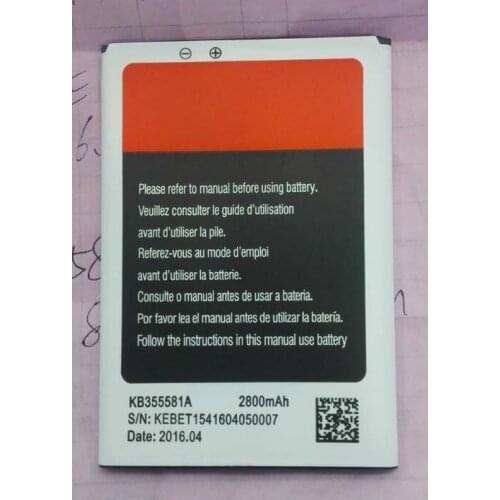 ⊖ ⊕
Please refer to manual before using battery.
Veuillez consulter le guide d'utilisation
avant d'utiliser la pile.
Referez-vous au mode d'emploi
avant d'utiliser la batterie.
Consulte o manual antes de usar a bateria.
Por favor lea el manual antes de utilizar la batería.
Follow the instructions in this manual use battery
KB355581A 2800mAh
S/N: KEBET1541604050007
Date: 2016.04